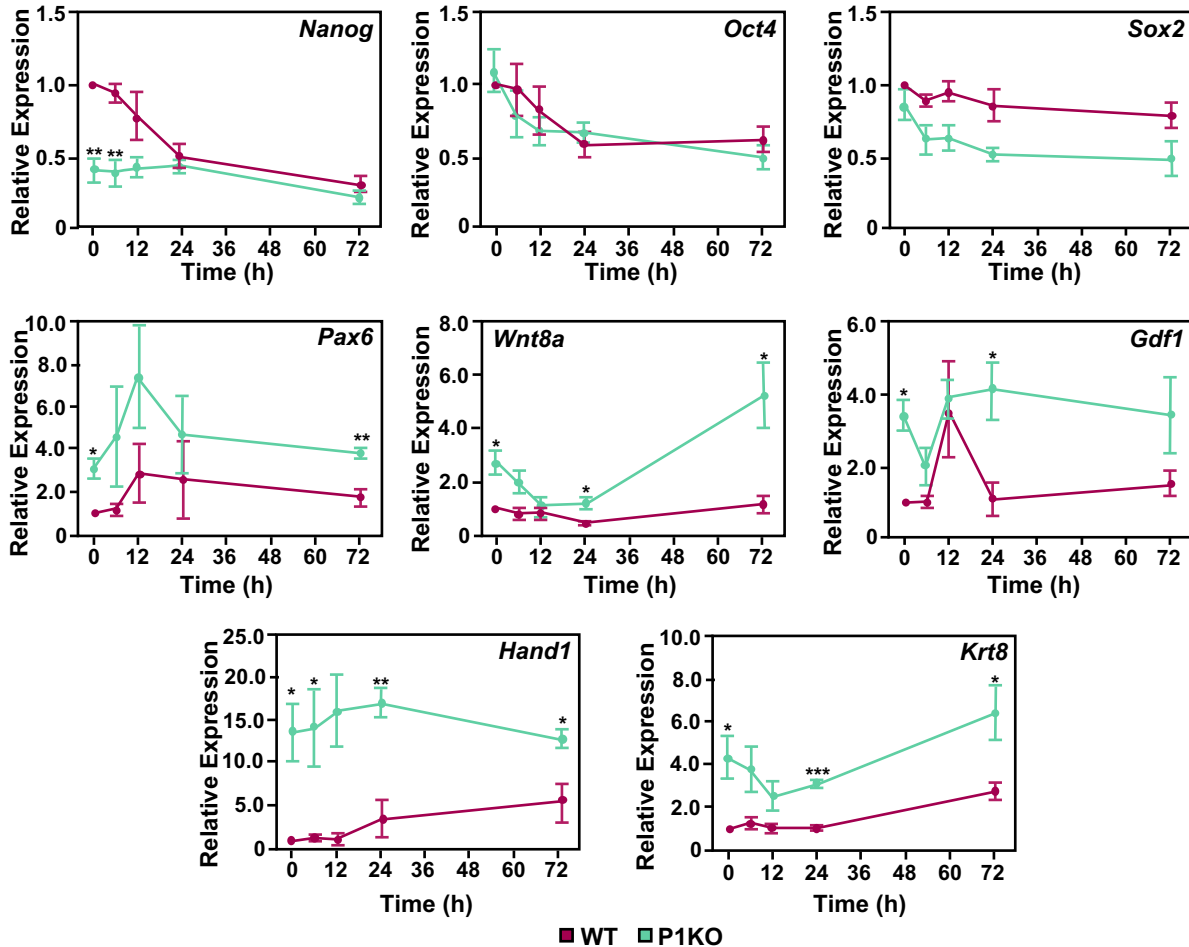 Nanog
Relative Expression
1.5
1.0
0.5
0
**
**
0 12 24 36 48 60 72
Time (h)
Oct4
Relative Expression
1.5
1.0
0.5
0
0 12 24 36 48 60 72
Time (h)
Sox2
Relative Expression
1.5
1.0
0.5
0
0 12 24 36 48 60 72
Time (h)
Pax6
Relative Expression
10.0
8.0
6.0
4.0
2.0
0
*
**
0 12 24 36 48 60 72
Time (h)
Wnt8a
Relative Expression
8.0
6.0
4.0
2.0
0
*
*
*
0 12 24 36 48 60 72
Time (h)
Gdf1
Relative Expression
6.0
4.0
2.0
0
*
*
0 12 24 36 48 60 72
Time (h)
Hand1
Relative Expression
25.0
20.0
15.0
10.0
5.0
0
*
*
**
*
0 12 24 36 48 60 72
Time (h)
Krt8
Relative Expression
10.0
8.0
6.0
4.0
2.0
0
*
***
*
0 12 24 36 48 60 72
Time (h)
WT P1KO